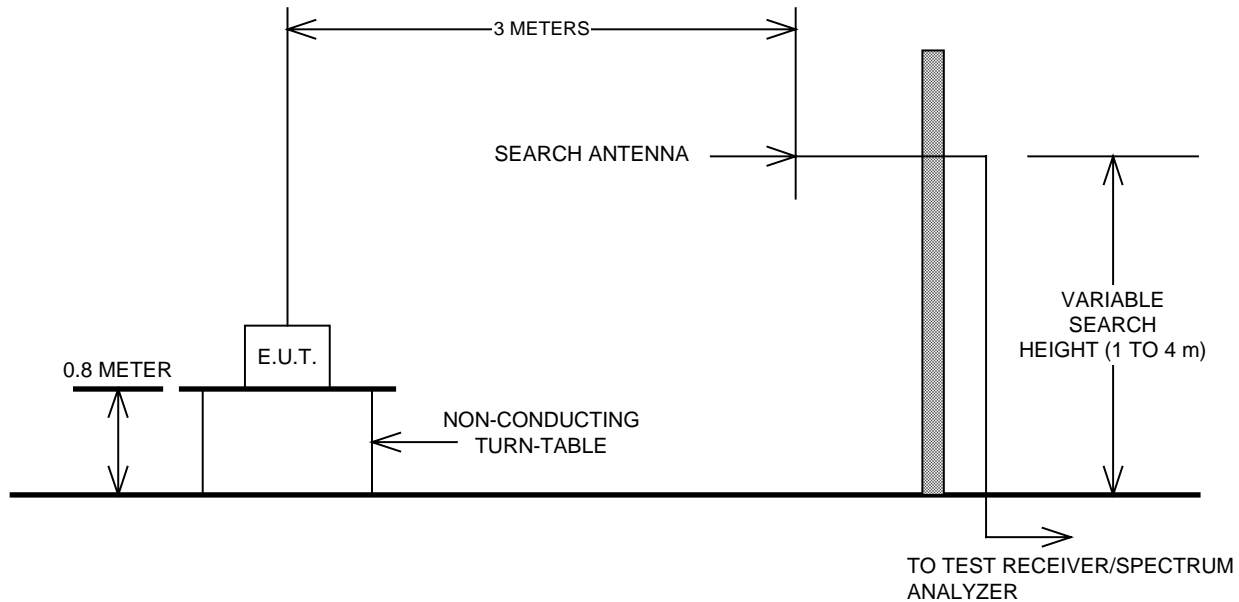 3 METERS
SEARCH ANTENNA
E.U.T.
0.8 METER
NON-CONDUCTING
TURN-TABLE
VARIABLE
SEARCH
HEIGHT (1 TO 4 m)
TO TEST RECEIVER/SPECTRUM
ANALYZER